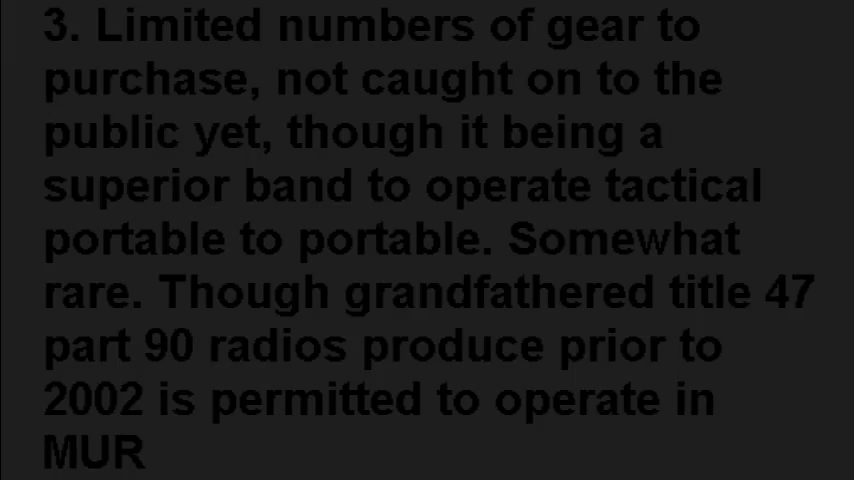 3. Limited numbers of gear to
purchase, not caught on to the
public yet, though it being a
superior band to operate tactical
portable to portable. Somewhat
rare. Though grandfathered title 47
part 90 radios produce prior to
2002 is permitted to operate in
MUR